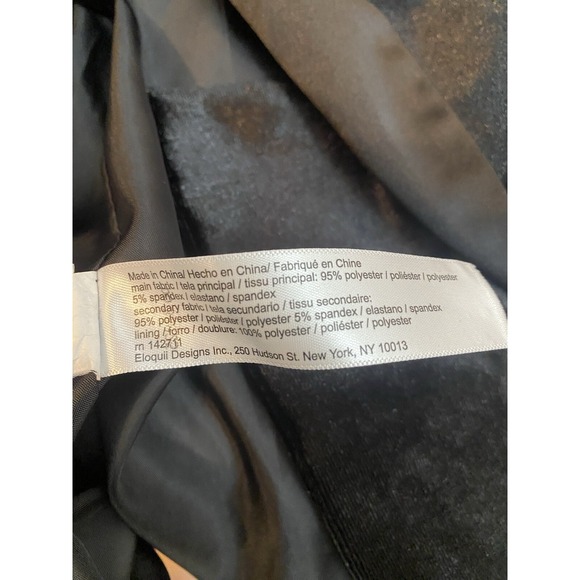 Made in China/ Hecho en China/ Fabriqué en Chine
main fabric / tela principal / tissu principal: 95% polyester / poliéster / polyester
5% spandex / elastano / spandex
secondary fabric / tela secundario / tissu secondaire:
95% polyester / poliéster / polyester 5% spandex / elastano / spandex
lining / forro / doublure: 100% polyester / poliéster / polyester
rn 142711
Eloquii Designs Inc., 250 Hudson St. New York, NY 10013